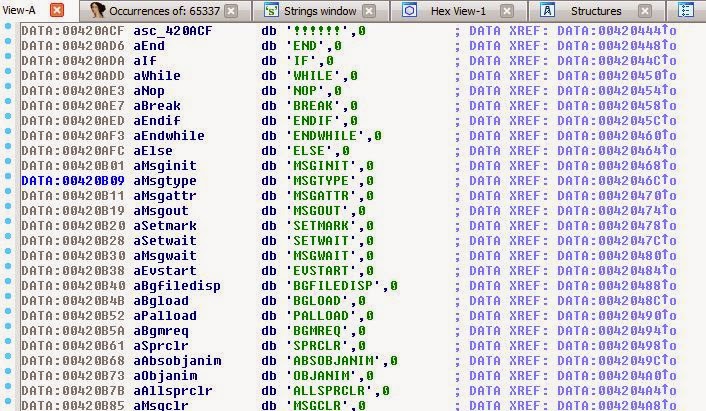 View-A Occurrences of: 65337 Strings window Hex View-1 Structures
DATA:00420ACF asc_420ACF db '!!!!!!',0 ; DATA XREF: DATA:00420444↑o
DATA:00420AD6 aEnd db 'END',0 ; DATA XREF: DATA:00420448↑o
DATA:00420ADA aIf db 'IF',0 ; DATA XREF: DATA:0042044C↑o
DATA:00420ADD aWhile db 'WHILE',0 ; DATA XREF: DATA:00420450↑o
DATA:00420AE3 aNop db 'NOP',0 ; DATA XREF: DATA:00420454↑o
DATA:00420AE7 aBreak db 'BREAK',0 ; DATA XREF: DATA:00420458↑o
DATA:00420AED aEndif db 'ENDIF',0 ; DATA XREF: DATA:0042045C↑o
DATA:00420AF3 aEndwhile db 'ENDWHILE',0 ; DATA XREF: DATA:00420460↑o
DATA:00420AFC aElse db 'ELSE',0 ; DATA XREF: DATA:00420464↑o
DATA:00420B01 aMsginit db 'MSGINIT',0 ; DATA XREF: DATA:00420468↑o
DATA:00420B09 aMsgtype db 'MSGTYPE',0 ; DATA XREF: DATA:0042046C↑o
DATA:00420B11 aMsgattr db 'MSGATTR',0 ; DATA XREF: DATA:00420470↑o
DATA:00420B19 aMsgout db 'MSGOUT',0 ; DATA XREF: DATA:00420474↑o
DATA:00420B20 aSetmark db 'SETMARK',0 ; DATA XREF: DATA:00420478↑o
DATA:00420B28 aSetwait db 'SETWAIT',0 ; DATA XREF: DATA:0042047C↑o
DATA:00420B30 aMsgwait db 'MSGWAIT',0 ; DATA XREF: DATA:00420480↑o
DATA:00420B38 aEvstart db 'EVSTART',0 ; DATA XREF: DATA:00420484↑o
DATA:00420B40 aBgfiledisp db 'BGFILEDISP',0 ; DATA XREF: DATA:00420488↑o
DATA:00420B4B aBgload db 'BGLOAD',0 ; DATA XREF: DATA:0042048C↑o
DATA:00420B52 aPalload db 'PALLOAD',0 ; DATA XREF: DATA:00420490↑o
DATA:00420B5A aBgmreq db 'BGMREQ',0 ; DATA XREF: DATA:00420494↑o
DATA:00420B61 aSprclr db 'SPRCLR',0 ; DATA XREF: DATA:00420498↑o
DATA:00420B68 aAbsobjanim db 'ABSOBJANIM',0 ; DATA XREF: DATA:0042049C↑o
DATA:00420B73 aObjanim db 'OBJANIM',0 ; DATA XREF: DATA:004204A0↑o
DATA:00420B7B aAllsprclr db 'ALLSPRCLR',0 ; DATA XREF: DATA:004204A4↑o
DATA:00420B85 aMsgclr db 'MSGCLR',0 ; DATA XREF: DATA:004204A8↑o